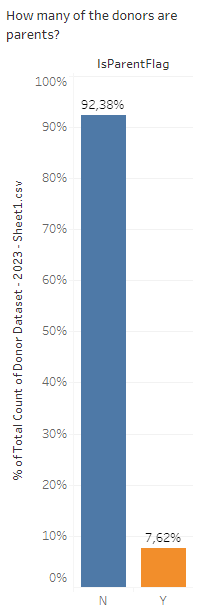 How many of the donors are
parents?
IsParentFlag
100%
92,38%
90%
80%
70%
60%
50%
40%
30%
20%
10%
7,62%
0%
% of Total Count of Donor Dataset - 2023 - Sheet1.csv
N
Y